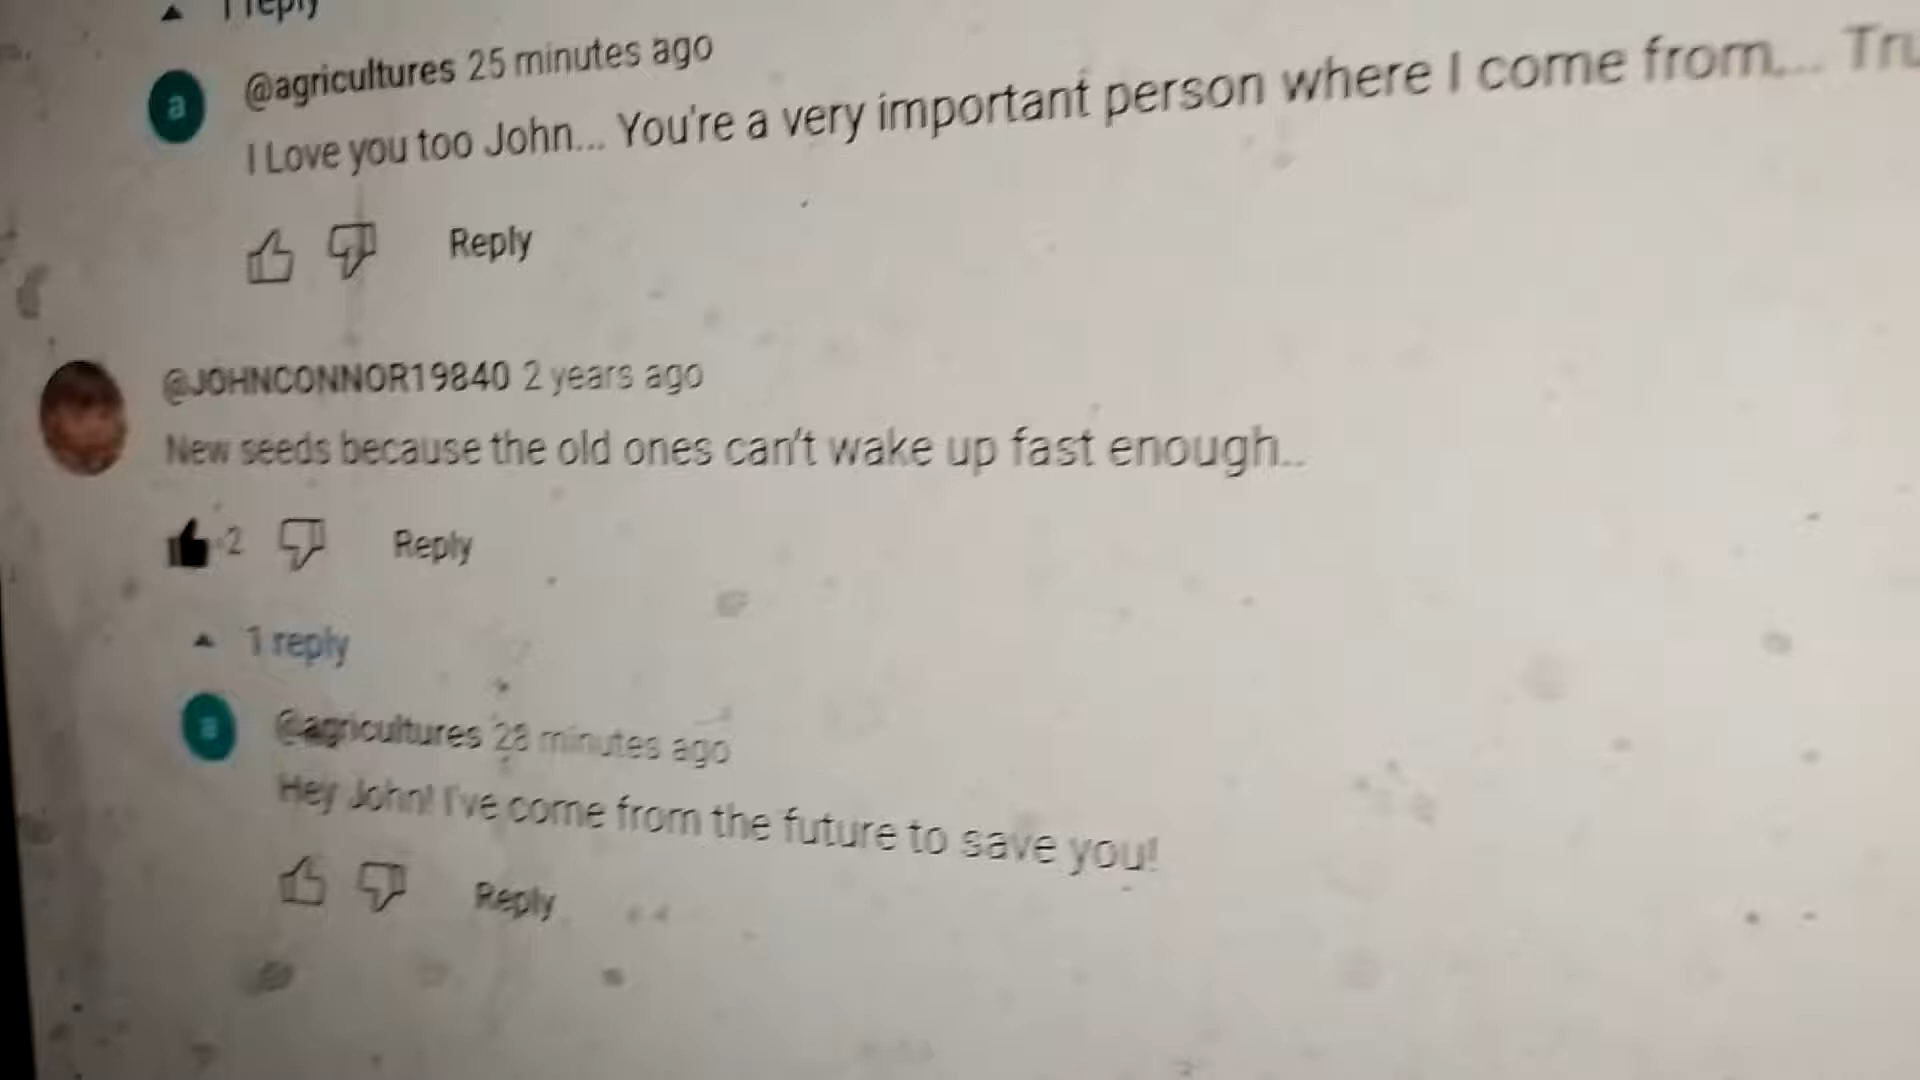 1 reply
@agricultures 25 minutes ago
a
I Love you too John... You're a very important person where I come from....
Reply
@JOHNCONNOR19840 2 years ago
New seeds because the old ones can't wake up fast enough..
2
Reply
1 reply
a
@agricultures 28 minutes ago
Hey John! I've come from the future to save you!
Reply